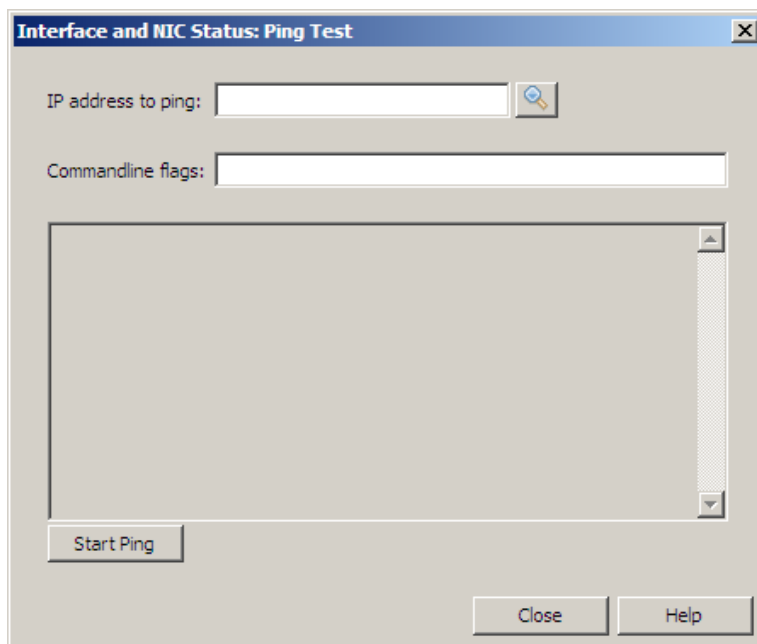 Interface and NIC Status: Ping Test
IP address to ping:
Commandline flags:
Start Ping
Close Help